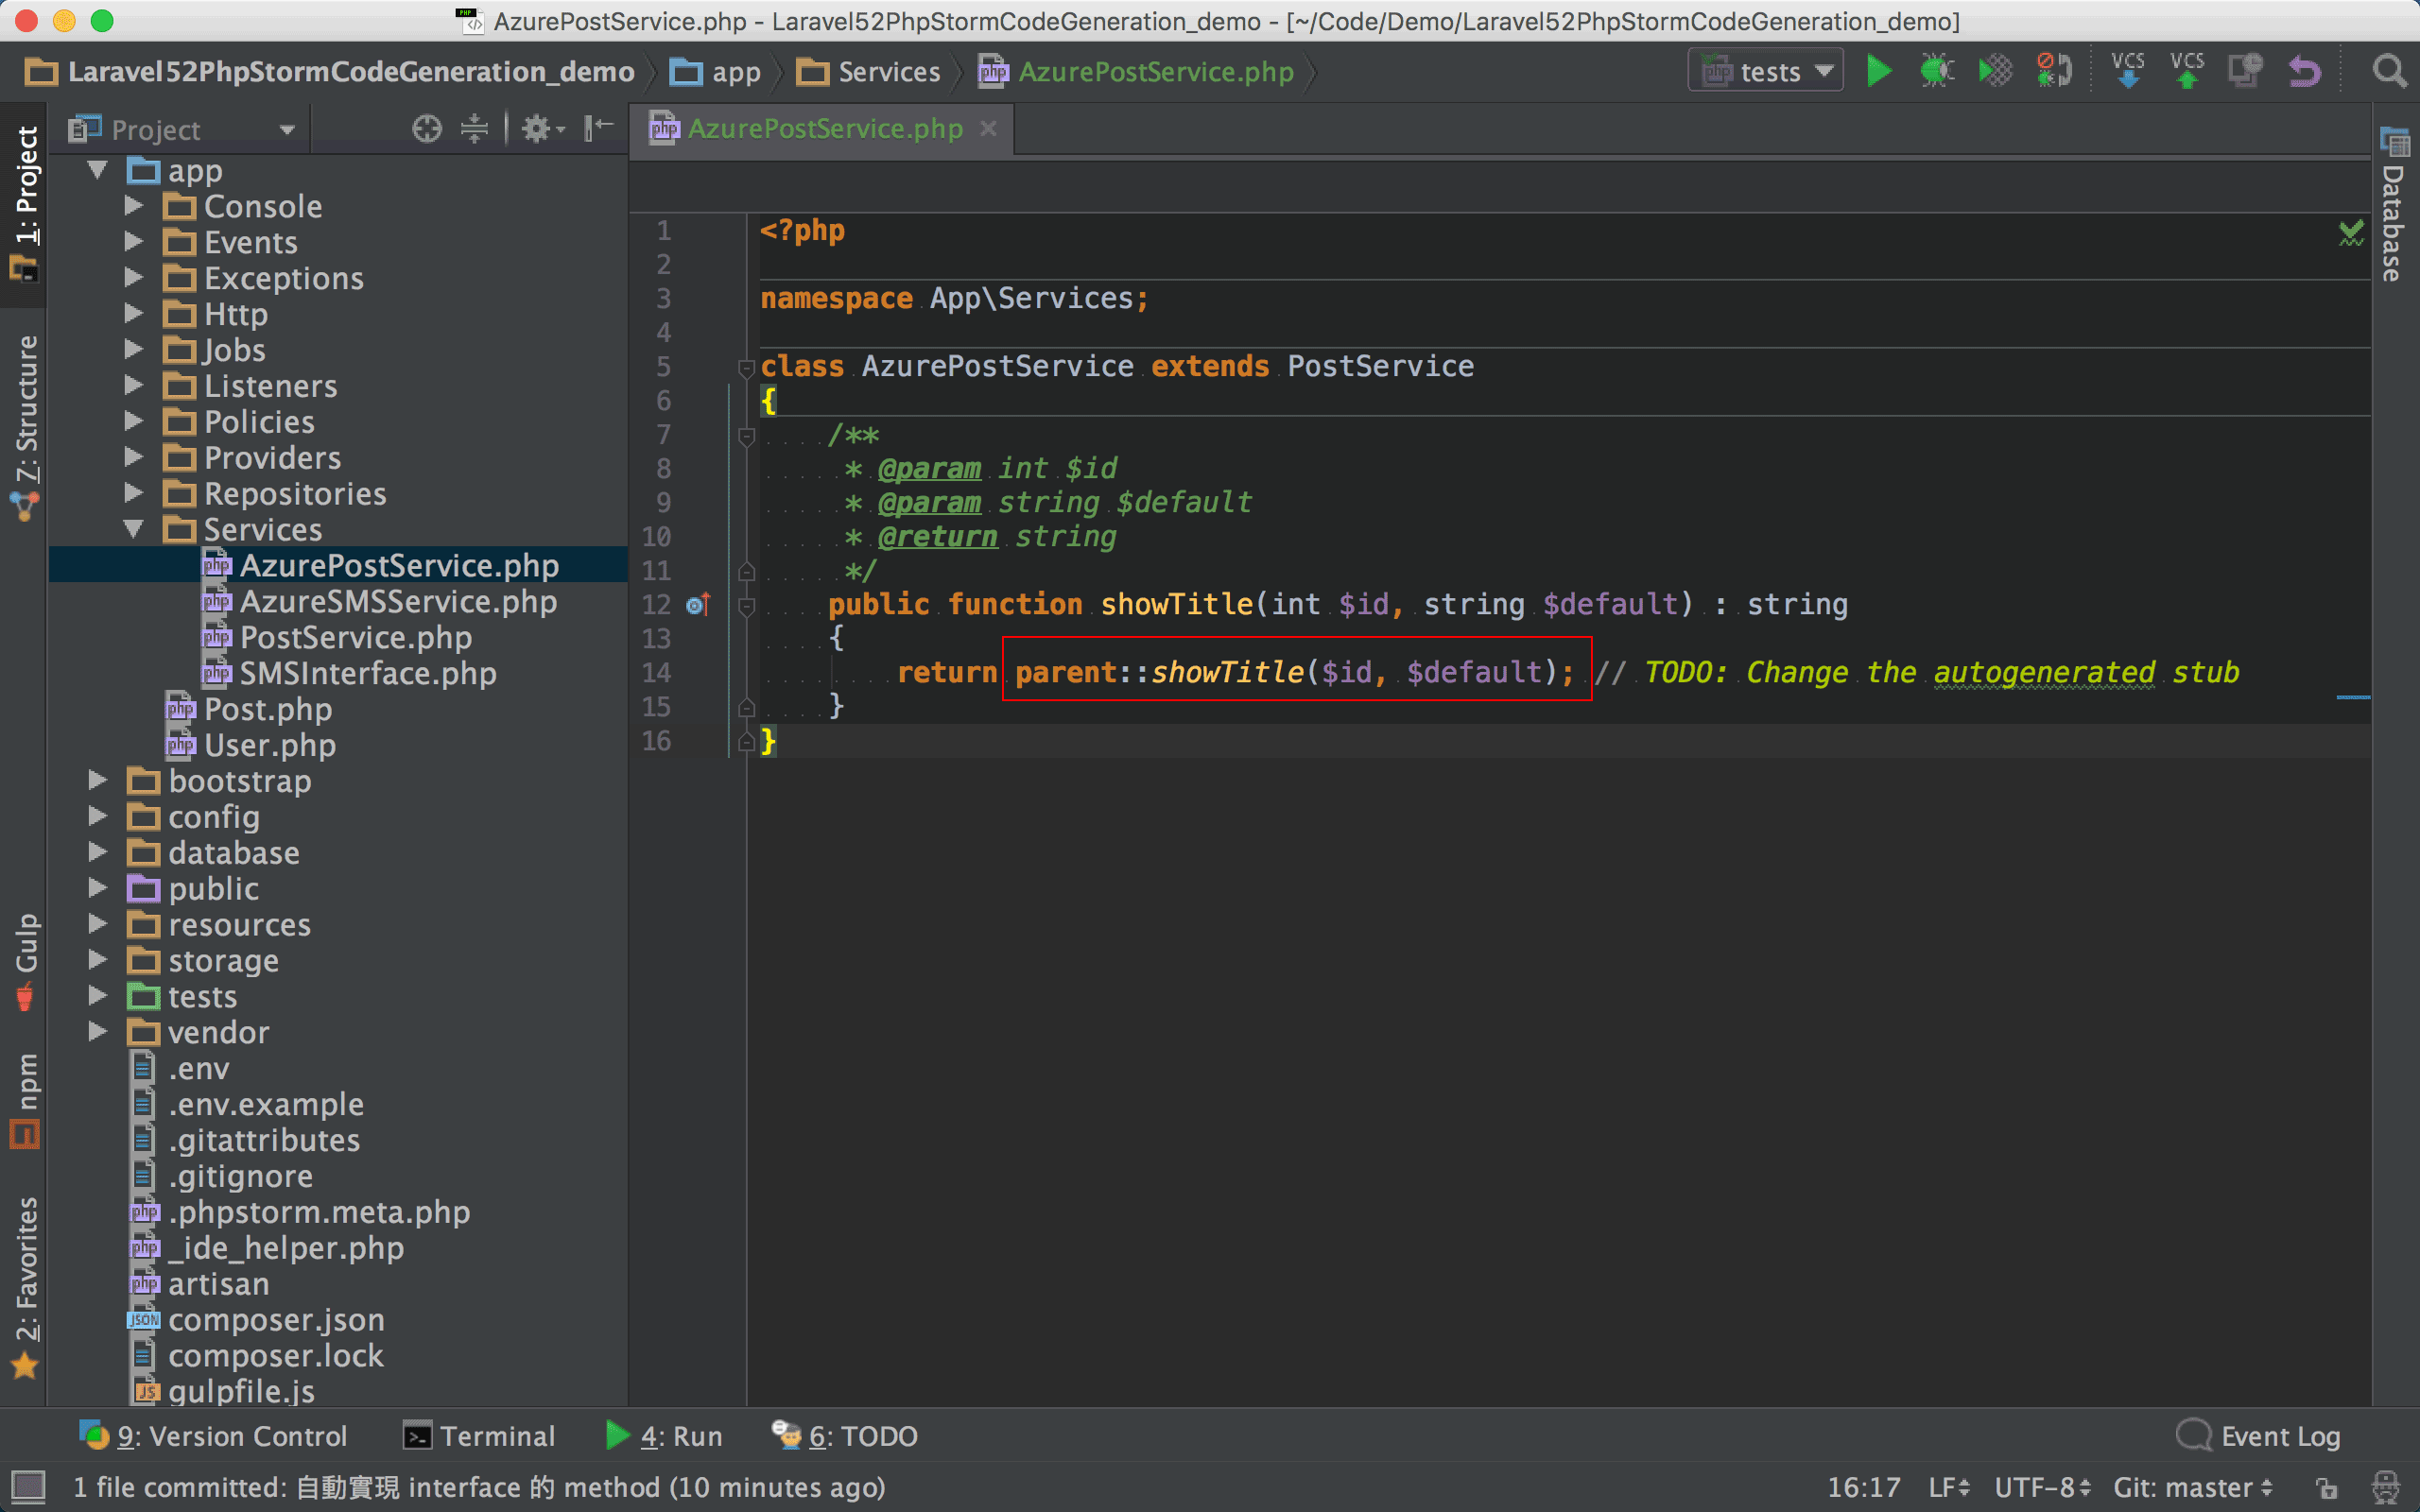 AzurePostService.php - Laravel52PhpStormCodeGeneration_demo - [~/Code/Demo/Laravel52PhpStormCodeGeneration_demo]
Laravel52PhpStormCodeGeneration_demo app Services AzurePostService.php tests VCS VCS
Project
AzurePostService.php
1: Project
Z: Structure
Gulp
npm
2: Favorites
Database
app
Console
Events
Exceptions
Http
Jobs
Listeners
Policies
Providers
Repositories
Services
AzurePostService.php
AzureSMSService.php
PostService.php
SMSInterface.php
Post.php
User.php
bootstrap
config
database
public
resources
storage
tests
vendor
.env
.env.example
.gitattributes
.gitignore
.phpstorm.meta.php
_ide_helper.php
artisan
composer.json
composer.lock
gulpfile.js
1 <?php
2
3 namespace App\Services;
4
5 class AzurePostService extends PostService
6 {
7 /**
8 * @param int $id
9 * @param string $default
10 * @return string
11 */
12 public function showTitle(int $id, string $default) : string
13 {
14 return parent::showTitle($id, $default); // TODO: Change the autogenerated stub
15 }
16 }
9: Version Control Terminal 4: Run 6: TODO Event Log
1 file committed: 自動實現 interface 的 method (10 minutes ago) 16:17 LF UTF-8 Git: master